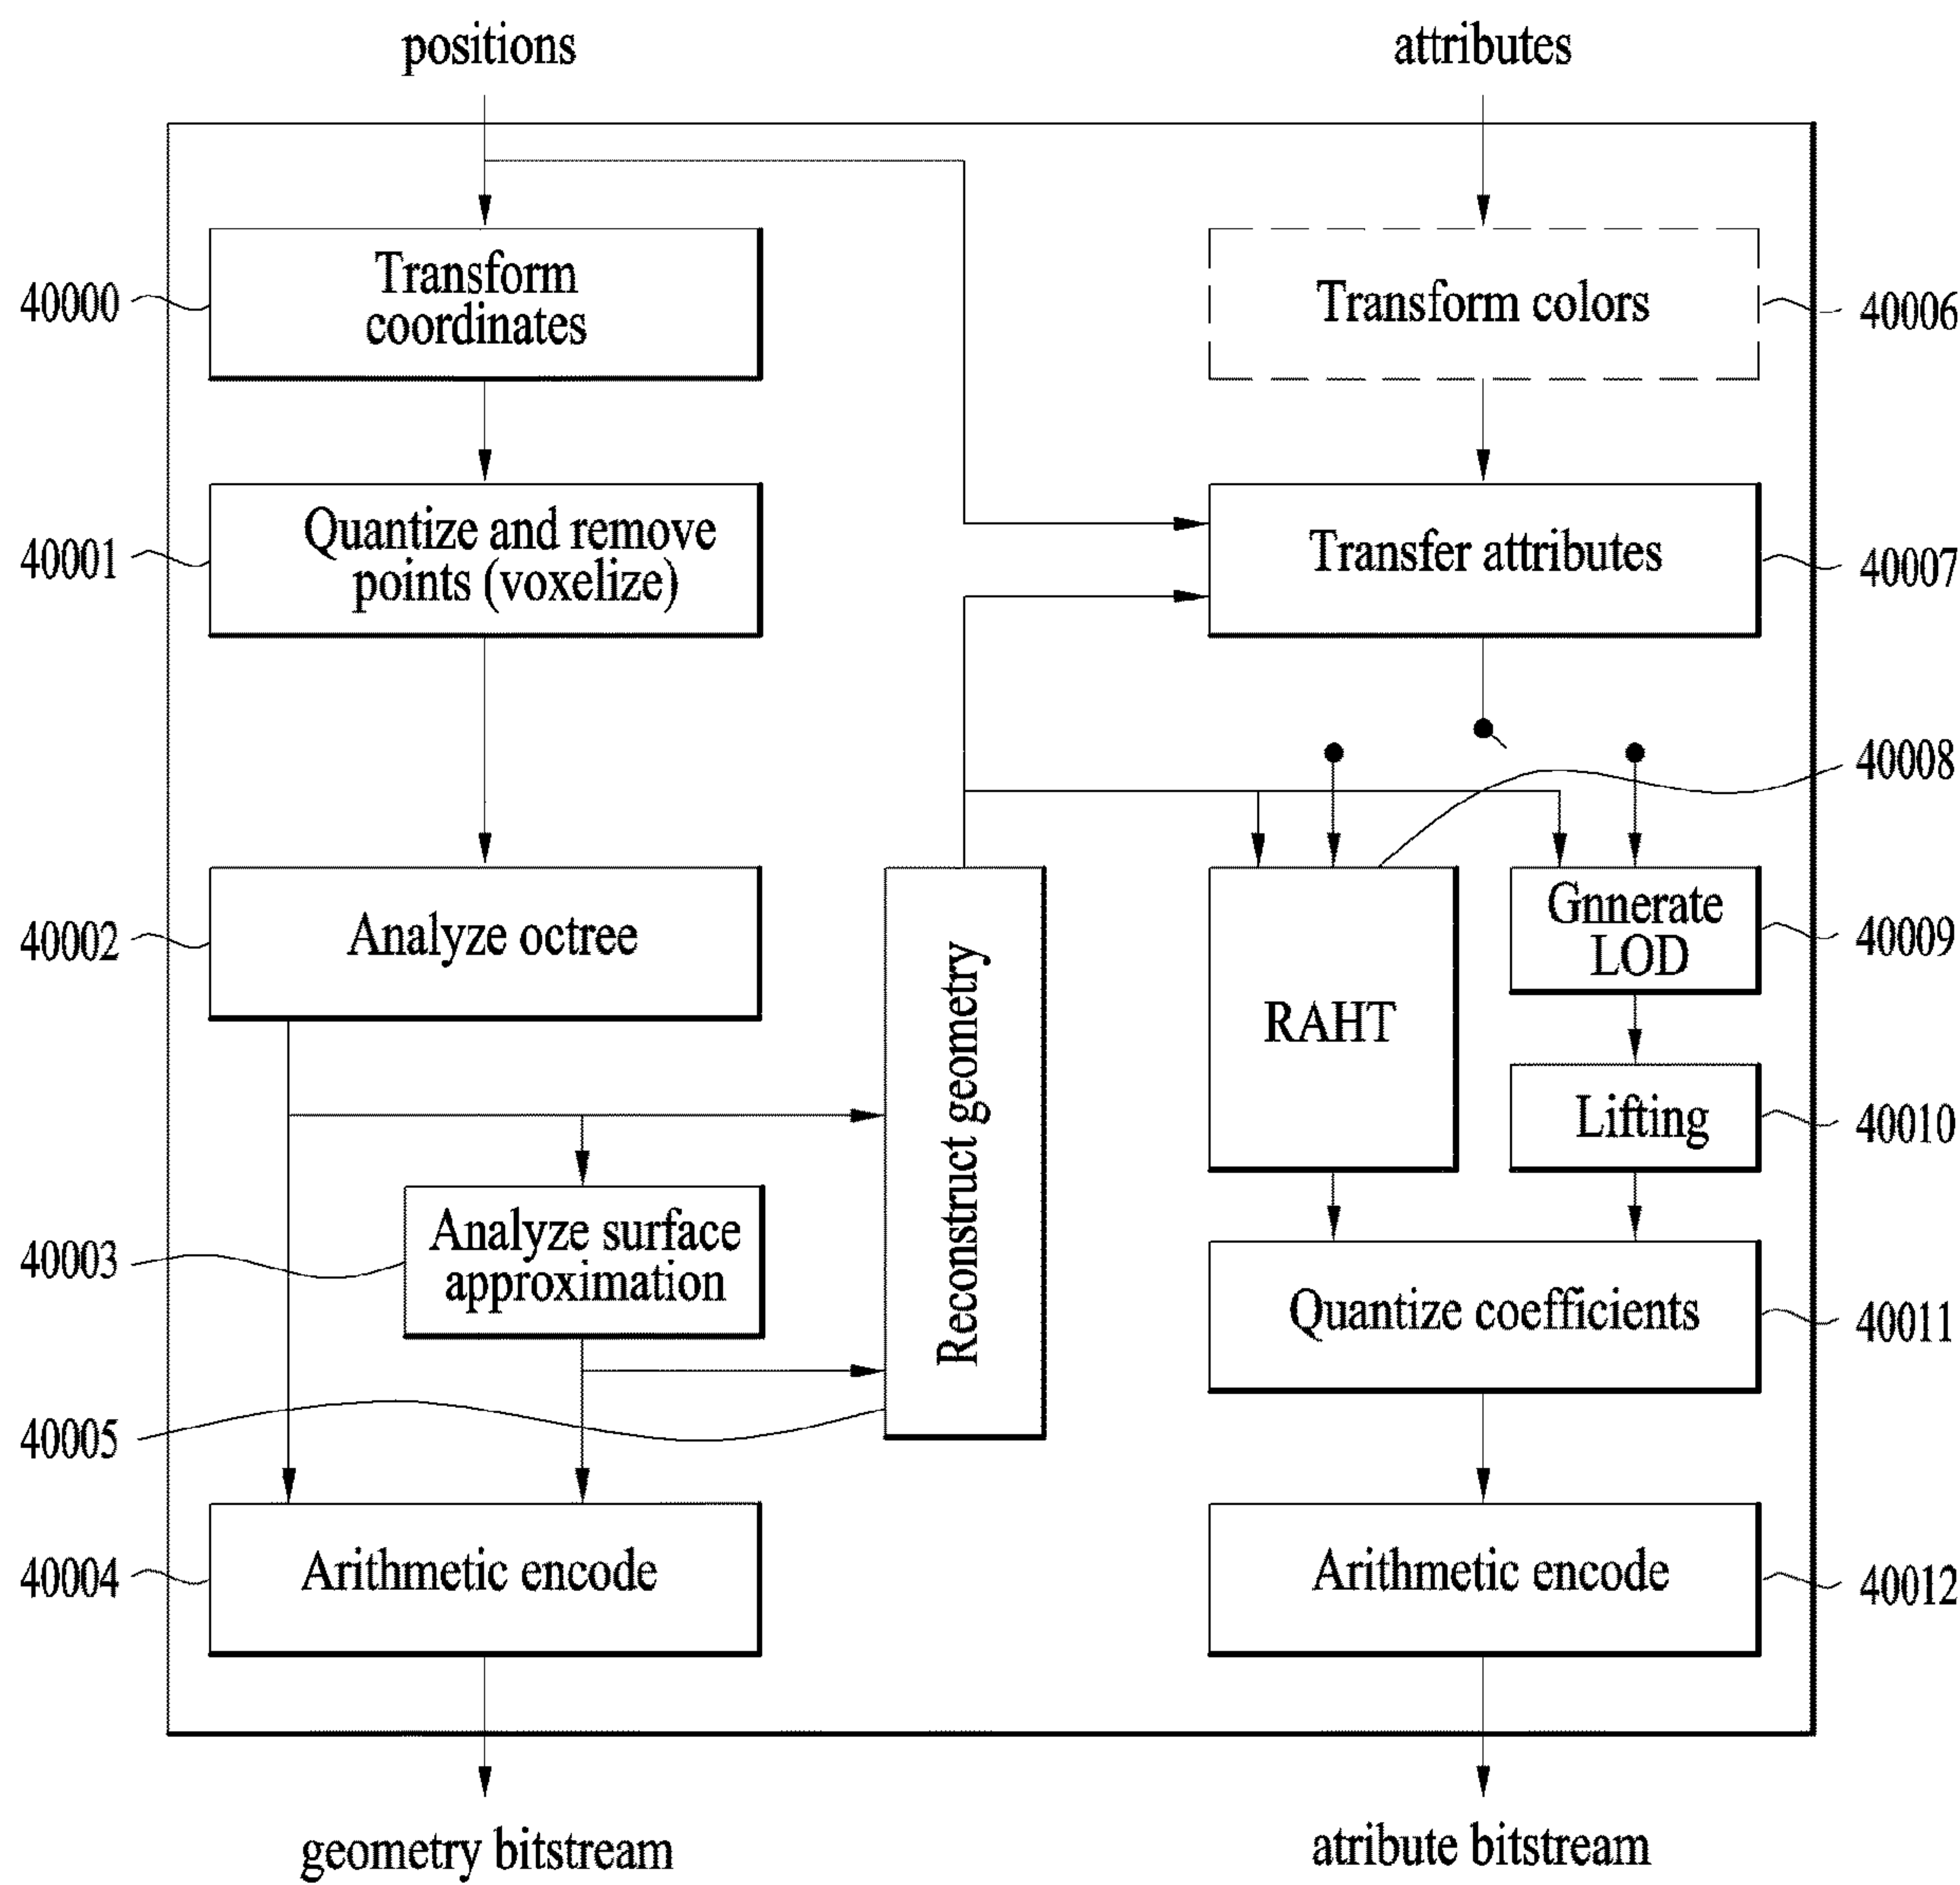 positions
attributes
Transform
coordinates
40000
Transform colors
40006
Quantize and remove
points (voxelize)
40001
Transfer attributes
40007
40008
Analyze octree
40002
Reconstruct geometry
RAHT
Gnnerate
LOD
40009
Lifting
40010
Analyze surface
approximation
40003
Quantize coefficients
40011
40005
Arithmetic encode
40004
Arithmetic encode
40012
geometry bitstream
atribute bitstream